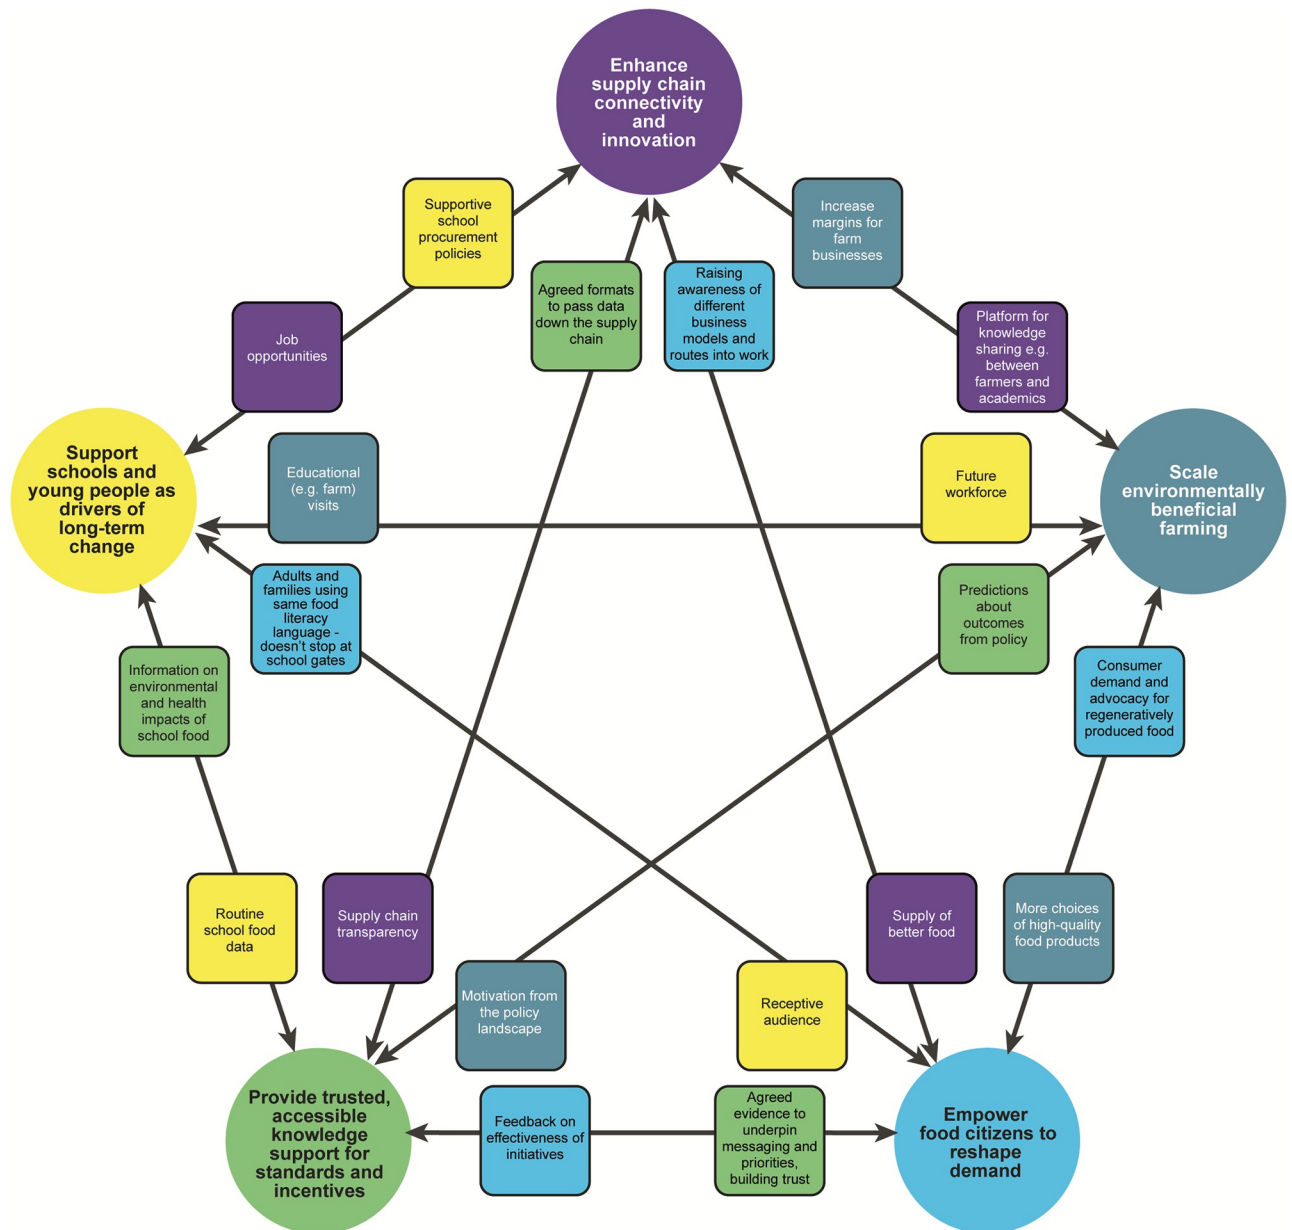 Enhance
supply chain
connectivity
and
innovation
Supportive
school
procurement
policies
Increase
margins for
farm
businesses
Agreed formats
to pass data
down the supply
chain
Raising
awareness of
different
business
models and
routes into work
Job
opportunities
Platform for
knowledge
sharing e.g.
between
farmers and
academics
Support
schools and
young people as
drivers of
long-term
change
Educational
(e.g. farm)
visits
Future
workforce
Scale
environmentally
beneficial
farming
Adults and
families using
same food
literacy
language -
doesn't stop at
school gates
Predictions
about
outcomes
from policy
Information on
environmental
and health
impacts of
school food
Consumer
demand and
advocacy for
regeneratively
produced food
Routine
school food
data
Supply chain
transparency
Supply of
better food
More choices
of high-quality
food products
Motivation from
the policy
landscape
Receptive
audience
Provide trusted,
accessible
knowledge
support for
standards and
incentives
Feedback on
effectiveness of
initiatives
Agreed
evidence to
underpin
messaging and
priorities,
building trust
Empower
food citizens to
reshape
demand